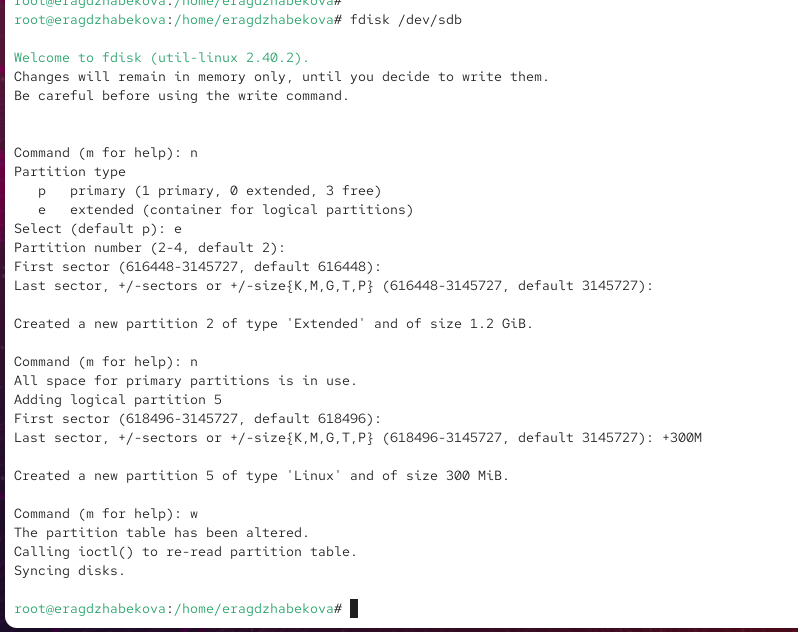 root@eragdzhabekova:/home/eragdzhabekova#
root@eragdzhabekova:/home/eragdzhabekova# fdisk /dev/sdb
Welcome to fdisk (util-linux 2.40.2).
Changes will remain in memory only, until you decide to write them.
Be careful before using the write command.
Command (m for help): n
Partition type
   p   primary (1 primary, 0 extended, 3 free)
   e   extended (container for logical partitions)
Select (default p): e
Partition number (2-4, default 2):
First sector (616448-3145727, default 616448):
Last sector, +/-sectors or +/-size{K,M,G,T,P} (616448-3145727, default 3145727):
Created a new partition 2 of type 'Extended' and of size 1.2 GiB.
Command (m for help): n
All space for primary partitions is in use.
Adding logical partition 5
First sector (618496-3145727, default 618496):
Last sector, +/-sectors or +/-size{K,M,G,T,P} (618496-3145727, default 3145727): +300M
Created a new partition 5 of type 'Linux' and of size 300 MiB.
Command (m for help): w
The partition table has been altered.
Calling ioctl() to re-read partition table.
Syncing disks.
root@eragdzhabekova:/home/eragdzhabekova#